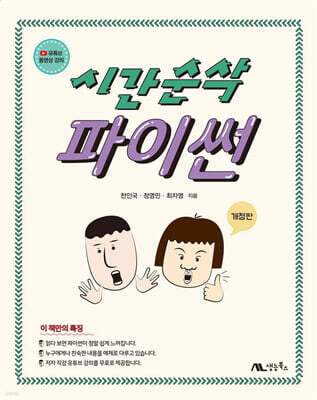 유튜브
동영상 강의
시간순삭
파이썬
천인국 · 정영민 · 최자영 지음
개정판
이 책만의 특징
읽다 보면 파이썬이 정말 쉽게 느껴집니다.
누구에게나 친숙한 내용을 예제로 다루고 있습니다.
저자 직강 유튜브 강의를 무료로 제공합니다.
생능북스